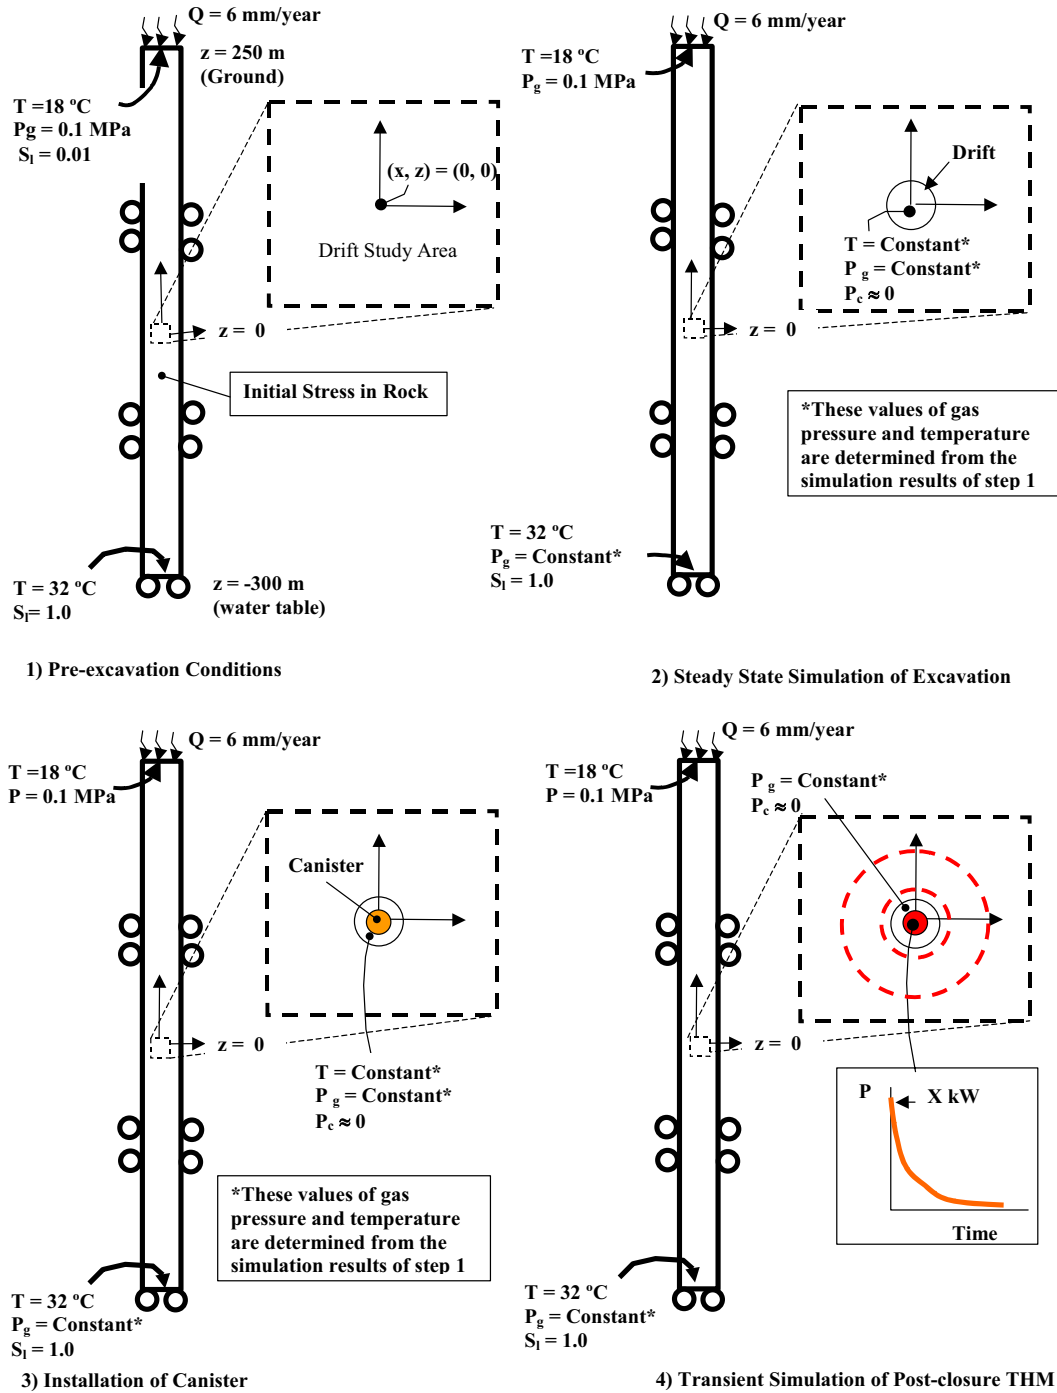 Q = 6 mm/year
z = 250 m
(Ground)
T =18 ºC
Pg = 0.1 MPa
Sl = 0.01
(x, z) = (0, 0)
Drift Study Area
z = 0
Initial Stress in Rock
T = 32 ºC
Sl= 1.0
z = -300 m
(water table)
1) Pre-excavation Conditions
Q = 6 mm/year
T =18 ºC
Pg = 0.1 MPa
Drift
T = Constant*
P g = Constant*
Pc ≈ 0
z = 0
*These values of gas
pressure and temperature
are determined from the
simulation results of step 1
T = 32 ºC
Pg = Constant*
Sl = 1.0
2) Steady State Simulation of Excavation
Q = 6 mm/year
T =18 ºC
P = 0.1 MPa
Canister
z = 0
T = Constant*
P g = Constant*
Pc ≈ 0
*These values of gas
pressure and temperature
are determined from the
simulation results of step 1
T = 32 ºC
Pg = Constant*
Sl = 1.0
3) Installation of Canister
Q = 6 mm/year
T =18 ºC
P = 0.1 MPa
P g = Constant*
Pc ≈ 0
z = 0
P
X kW
Time
T = 32 ºC
Pg = Constant*
Sl = 1.0
4) Transient Simulation of Post-closure THM